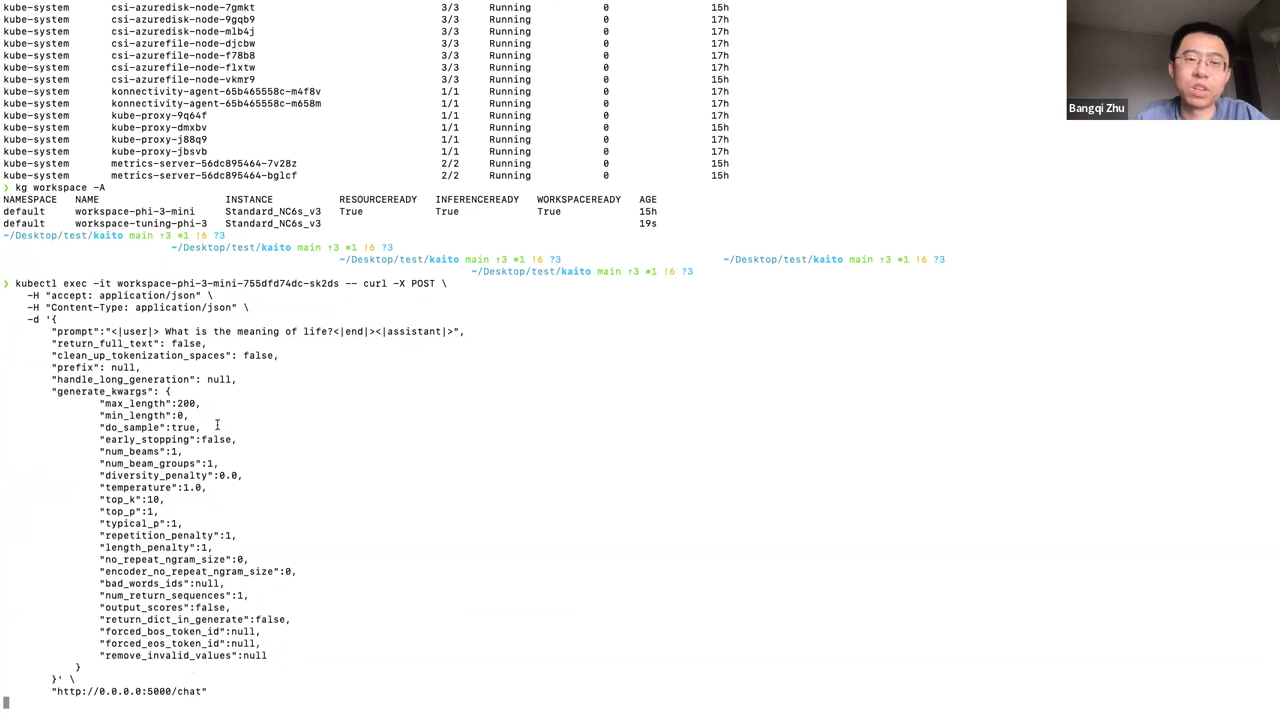 kube-system csi-azuredisk-node-7gmkt 3/3 Running 0 15h
kube-system csi-azuredisk-node-9gqb9 3/3 Running 0 17h
kube-system csi-azuredisk-node-mlb4j 3/3 Running 0 17h
kube-system csi-azurefile-node-djcbw 3/3 Running 0 17h
kube-system csi-azurefile-node-f78b8 3/3 Running 0 17h
kube-system csi-azurefile-node-flxtw 3/3 Running 0 17h
kube-system csi-azurefile-node-vkmr9 3/3 Running 0 15h
kube-system konnectivity-agent-65b465558c-m4f8v 1/1 Running 0 17h
kube-system konnectivity-agent-65b465558c-m658m 1/1 Running 0 17h
kube-system kube-proxy-9q64f 1/1 Running 0 17h
kube-system kube-proxy-dmxbv 1/1 Running 0 15h
kube-system kube-proxy-j88q9 1/1 Running 0 17h
kube-system kube-proxy-jbsvb 1/1 Running 0 17h
kube-system metrics-server-56dc895464-7v28z 2/2 Running 0 15h
kube-system metrics-server-56dc895464-bglcf 2/2 Running 0 17h
❯ kg workspace -A
NAMESPACE NAME INSTANCE RESOURCEREADY INFERENCEREADY WORKSPACEREADY AGE
default workspace-phi-3-mini Standard_NC6s_v3 True True True 15h
default workspace-tuning-phi-3 Standard_NC6s_v3 19s
~/Desktop/test/kaito main ↑3 *1 !6 ?3
~/Desktop/test/kaito main ↑3 *1 !6 ?3
~/Desktop/test/kaito main ↑3 *1 !6 ?3 ~/Desktop/test/kaito main ↑3 *1 !6 ?3
~/Desktop/test/kaito main ↑3 *1 !6 ?3
❯ kubectl exec -it workspace-phi-3-mini-755dfd74dc-sk2ds -- curl -X POST \
-H "accept: application/json" \
-H "Content-Type: application/json" \
-d '{
"prompt":"<|user|> What is the meaning of life?<|end|><|assistant|>",
"return_full_text": false,
"clean_up_tokenization_spaces": false,
"prefix": null,
"handle_long_generation": null,
"generate_kwargs": {
"max_length":200,
"min_length":0,
"do_sample":true,
"early_stopping":false,
"num_beams":1,
"num_beam_groups":1,
"diversity_penalty":0.0,
"temperature":1.0,
"top_k":10,
"top_p":1,
"typical_p":1,
"repetition_penalty":1,
"length_penalty":1,
"no_repeat_ngram_size":0,
"encoder_no_repeat_ngram_size":0,
"bad_words_ids":null,
"num_return_sequences":1,
"output_scores":false,
"return_dict_in_generate":false,
"forced_bos_token_id":null,
"forced_eos_token_id":null,
"remove_invalid_values":null
}
}' \
"http://0.0.0.0:5000/chat"
Bangqi Zhu